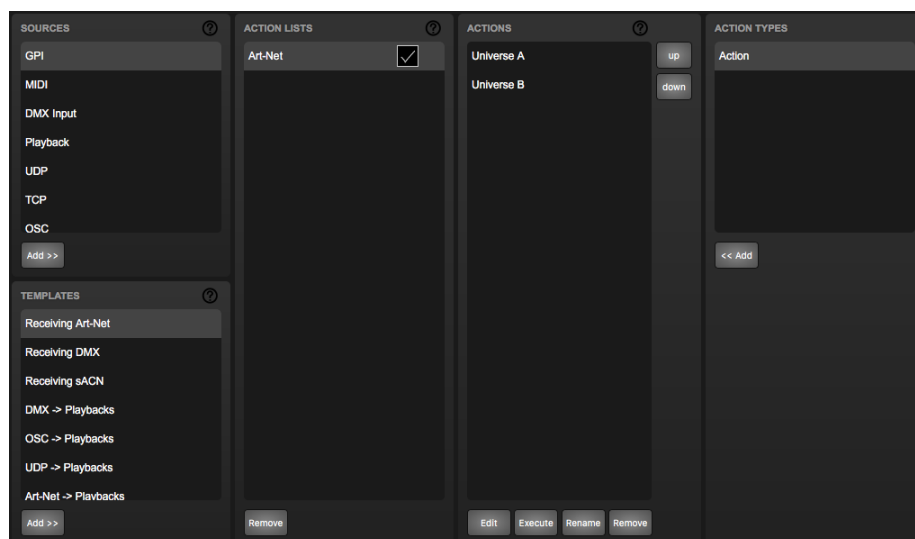 SOURCES
GPI
MIDI
DMX Input
Playback
UDP
TCP
OSC
Add >>
TEMPLATES
Receiving Art-Net
Receiving DMX
Receiving sACN
DMX -> Playbacks
OSC -> Playbacks
UDP -> Playbacks
Art-Net -> Playbacks
Add >>
ACTION LISTS
Art-Net
Remove
ACTIONS
Universe A
Universe B
up
down
Edit Execute Rename Remove
ACTION TYPES
Action
<< Add